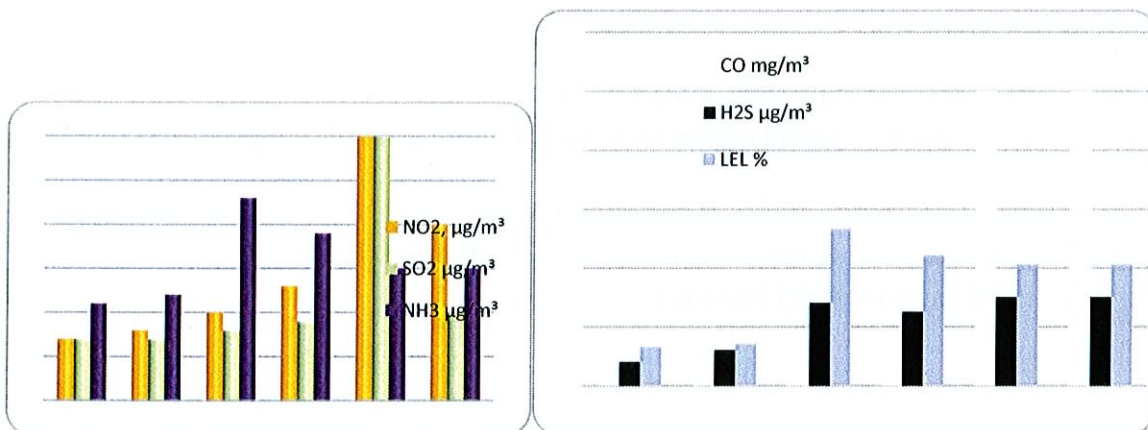 NO2, µg/m³
SO2 µg/m³
NH3 µg/m³
CO mg/m³
H2S µg/m³
LEL %